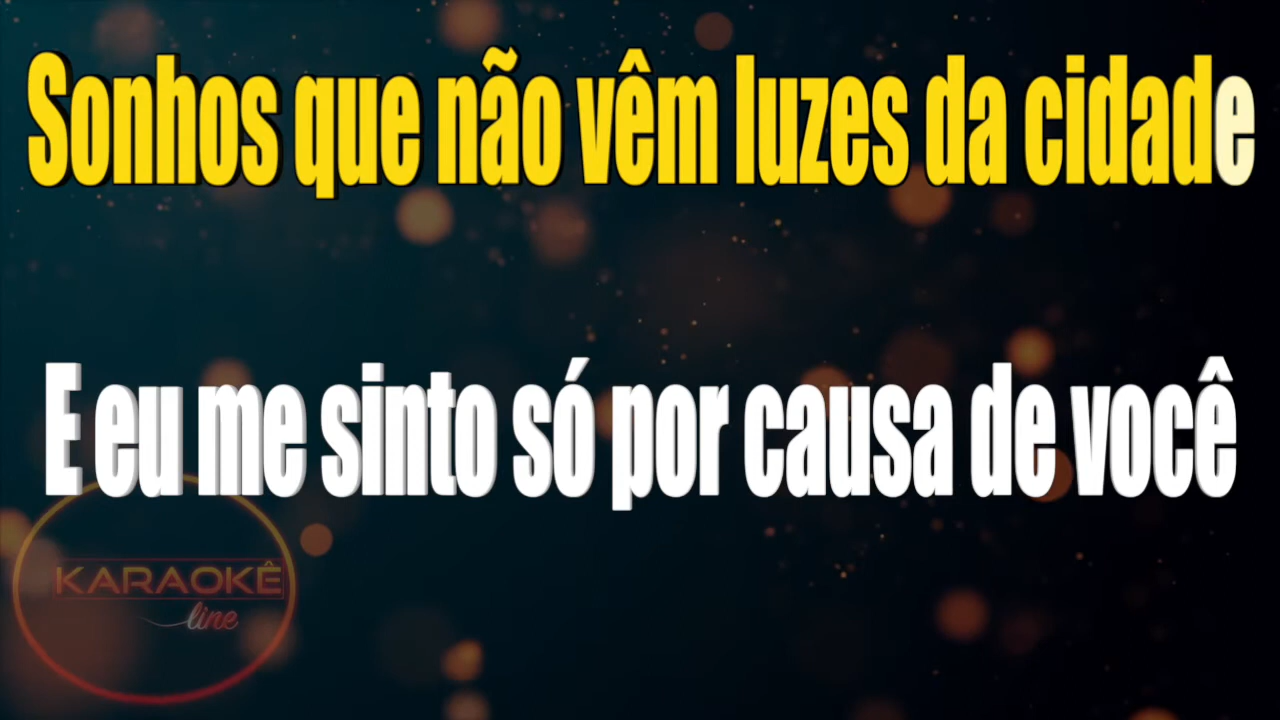 Sonhos que não vêm luzes da cidade
E eu me sinto só por causa de você
KARAOKÊ
line